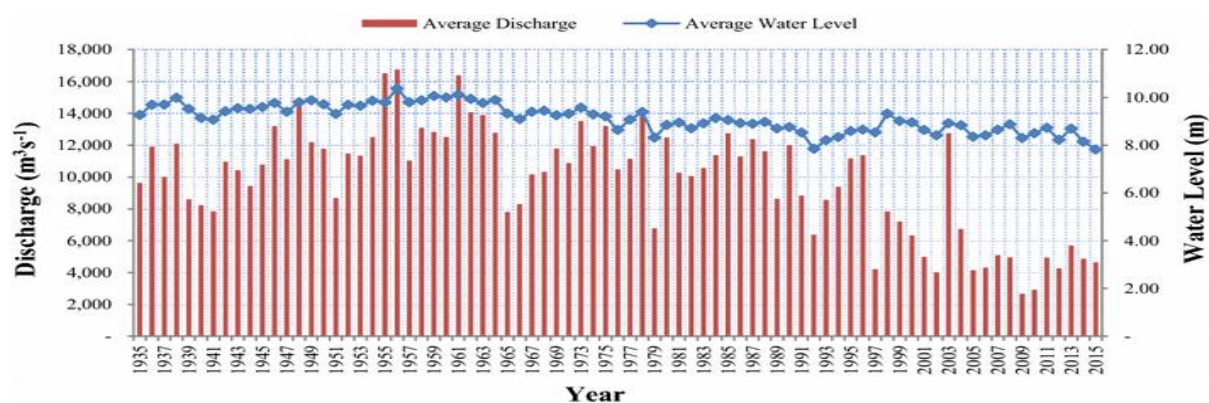 Average Discharge
Average Water Level
18,000
16,000
14,000
12,000
10,000
8,000
6,000
4,000
2,000
-
Discharge (m³s⁻¹)
12.00
10.00
8.00
6.00
4.00
2.00
-
Water Level (m)
1935 1937 1939 1941 1943 1945 1947 1949 1951 1953 1955 1957 1959 1961 1963 1965 1967 1969 1973 1975 1977 1979 1981 1983 1985 1987 1989 1991 1993 1995 1997 1999 2001 2003 2005 2007 2009 2011 2013 2015
Year